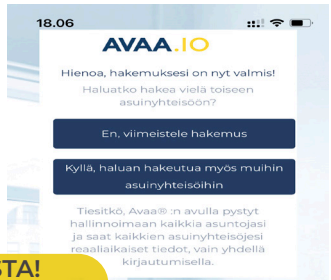 18.06
AVAA.IO
Hienoa, hakemuksesi on nyt valmis!
Haluatko hakea vielä toiseen
asuinyhteisöön?
En, viimeistele hakemus
Kyllä, haluan hakeutua myös muihin
asuinyhteisöihin
Tiesitkö, Avaa® :n avulla pystyt
hallinnoimaan kaikkia asuntojasi
ja saat kaikkien asuinyhteisöjesi
reaaliaikaiset tiedot, vain yhdellä
kirjautumisella.
STA!